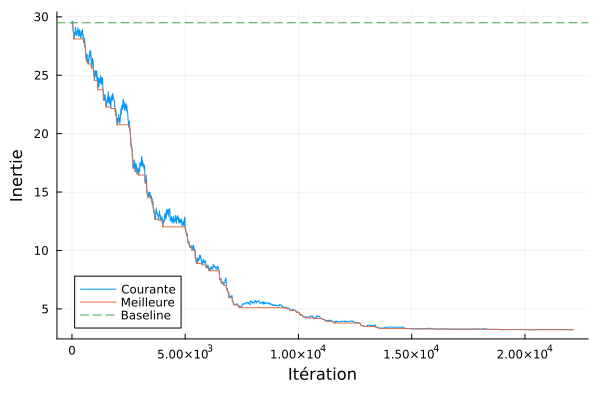 30
25
20
15
10
5
Inertie
Courante
Meilleure
Baseline
0
5.00×10³
1.00×10⁴
1.50×10⁴
2.00×10⁴
Itération